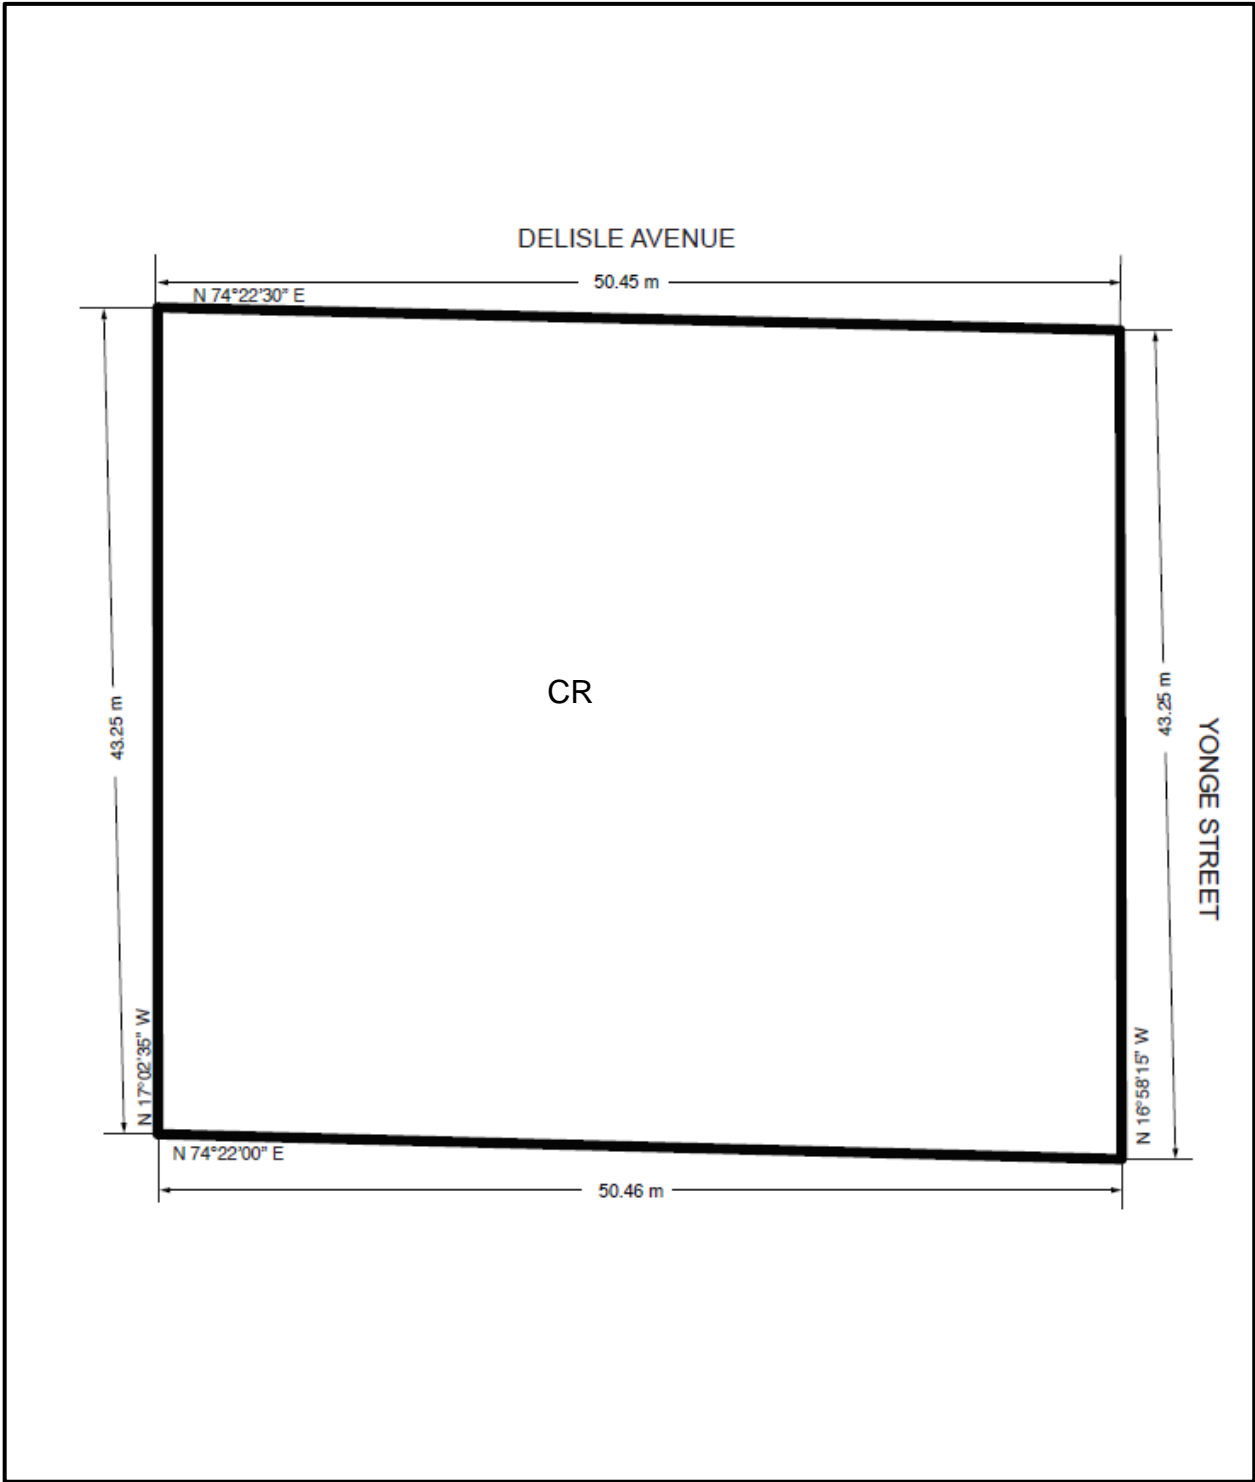 DELISLE AVENUE
50.45 m
N 74°22'30" E
43.25 m
43.25 m
CR
YONGE STREET
N 17°02'35" W
N 16°58'15" W
N 74°22'00" E
50.46 m